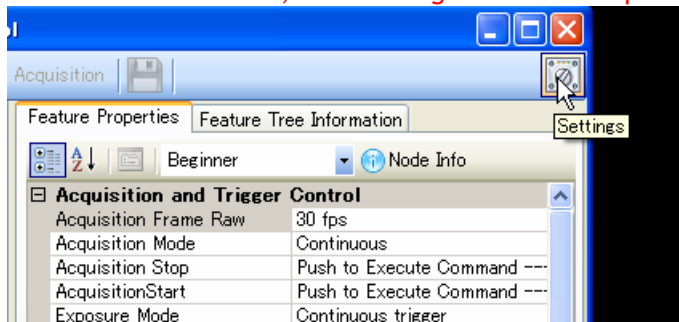 ol
Acquisition
Feature Properties Feature Tree Information
Settings
Beginner Node Info
Acquisition and Trigger Control
Acquisition Frame Raw 30 fps
Acquisition Mode Continuous
Acquisition Stop Push to Execute Command ---
AcquisitionStart Push to Execute Command ---
Exposure Mode Continuous trigger